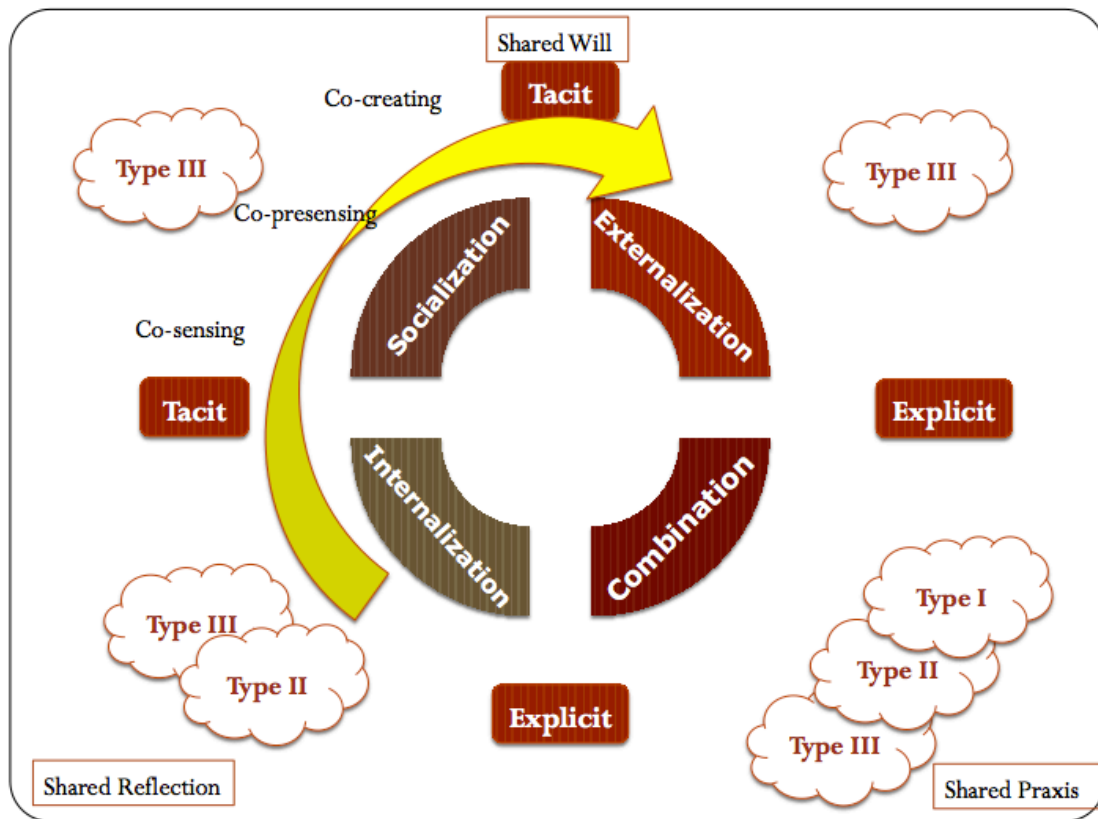 Shared Will
Tacit
Co-creating
Type III
Type III
Co-presensing
Socialization
Externalization
Co-sensing
Tacit
Explicit
Internalization
Combination
Type I
Type III
Type II
Type II
Explicit
Type III
Shared Reflection
Shared Praxis